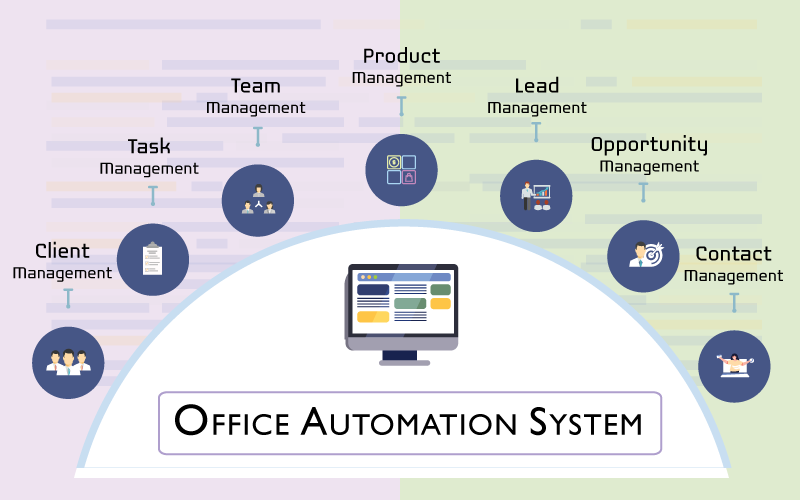 Product
Management
Team
Management
Lead
Management
Task
Management
Opportunity
Management
Client
Management
Contact
Management
OFFICE AUTOMATION SYSTEM